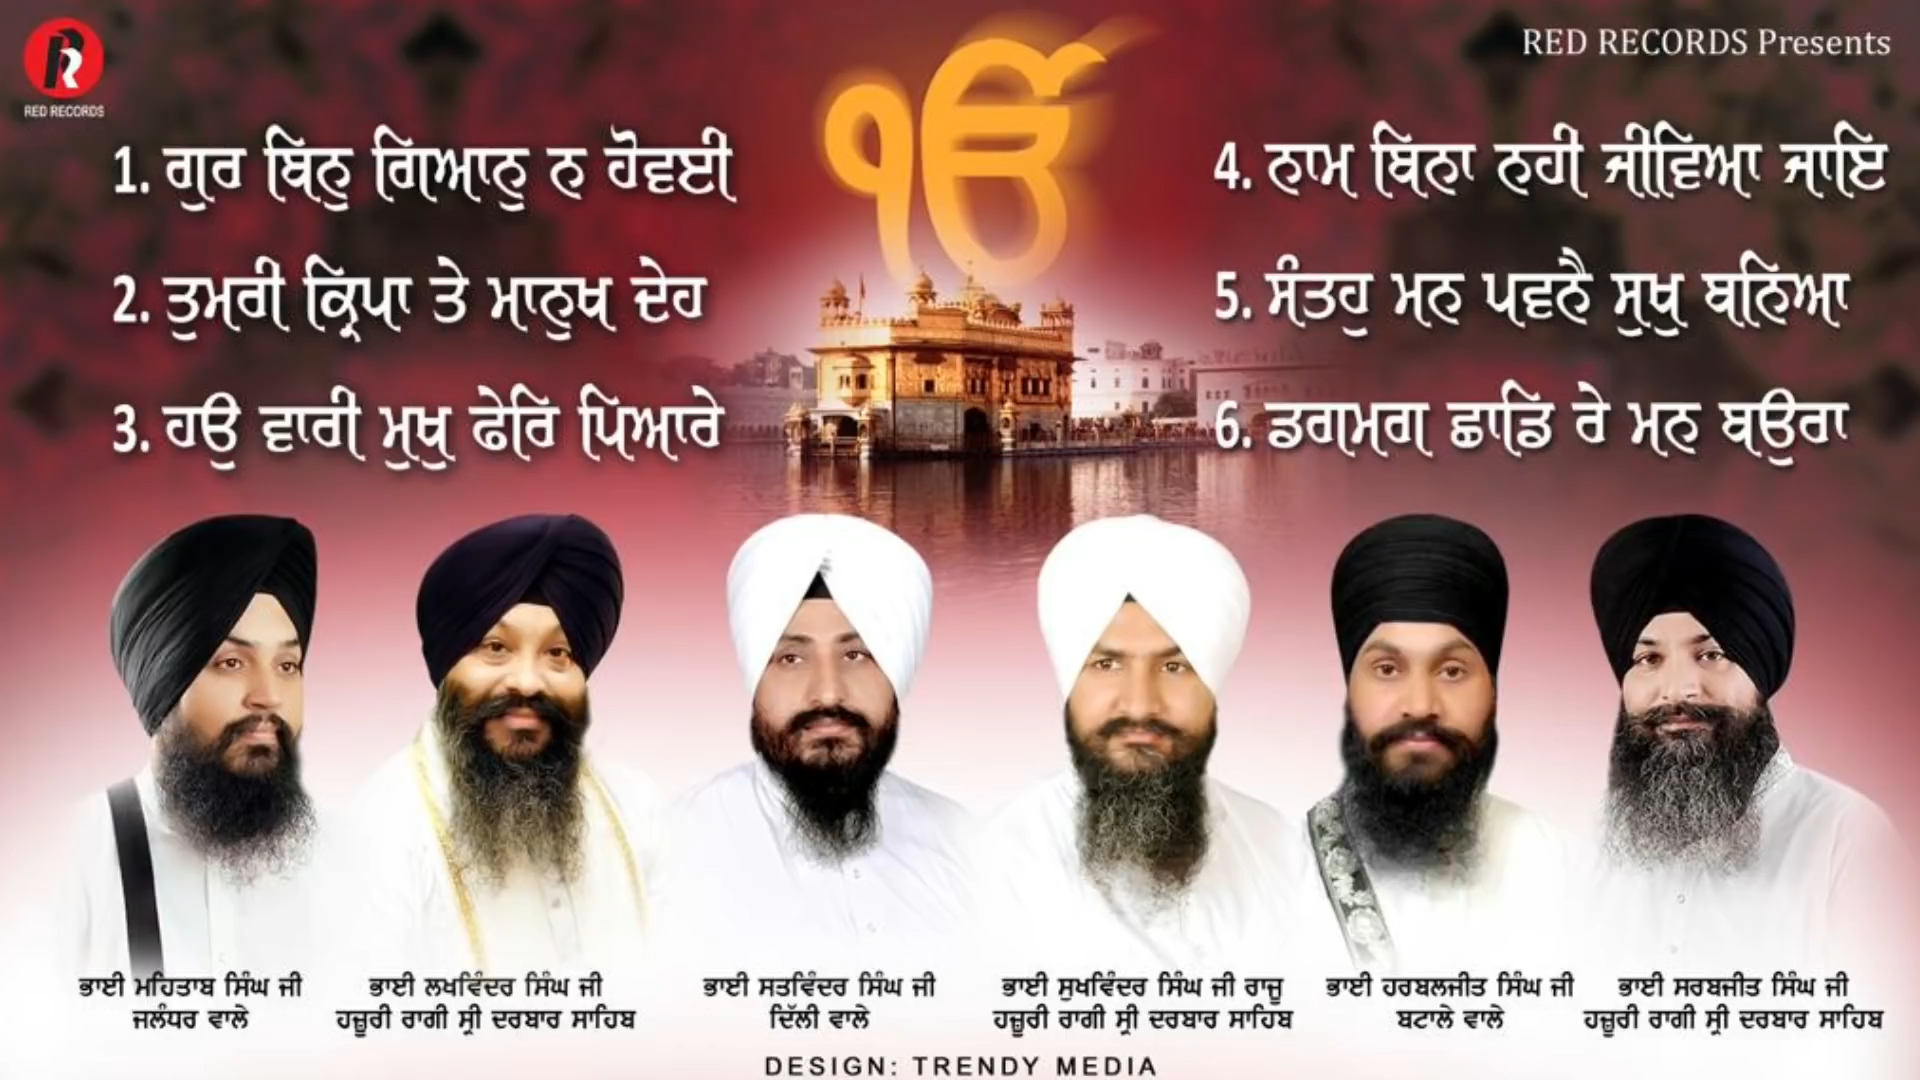 RED RECORDS
RED RECORDS Presents
ੴ
1. ਗੁਰ ਬਿਨੁ ਗਿਆਨੁ ਨ ਹੋਵਈ
2. ਤੁਮਰੀ ਕ੍ਰਿਪਾ ਤੇ ਮਾਨੁਖ ਦੇਹ
3. ਹਉ ਵਾਰੀ ਮੁਖੁ ਫੇਰਿ ਪਿਆਰੇ
4. ਨਾਮ ਬਿਨਾ ਨਹੀ ਜੀਵਿਆ ਜਾਇ
5. ਸੰਤਹੁ ਮਨ ਪਵਨੈ ਸੁਖੁ ਬਨਿਆ
6. ਡਗਮਗ ਛਾਡਿ ਰੇ ਮਨ ਬਉਰਾ
ਭਾਈ ਮਹਿਤਾਬ ਸਿੰਘ ਜੀ
ਜਲੰਧਰ ਵਾਲੇ
ਭਾਈ ਲਖਵਿੰਦਰ ਸਿੰਘ ਜੀ
ਹਜ਼ੂਰੀ ਰਾਗੀ ਸ੍ਰੀ ਦਰਬਾਰ ਸਾਹਿਬ
ਭਾਈ ਸਤਵਿੰਦਰ ਸਿੰਘ ਜੀ
ਦਿੱਲੀ ਵਾਲੇ
ਭਾਈ ਸੁਖਵਿੰਦਰ ਸਿੰਘ ਜੀ ਰਾਜੂ
ਹਜ਼ੂਰੀ ਰਾਗੀ ਸ੍ਰੀ ਦਰਬਾਰ ਸਾਹਿਬ
ਭਾਈ ਹਰਬਲਜੀਤ ਸਿੰਘ ਜੀ
ਬਟਾਲੇ ਵਾਲੇ
ਭਾਈ ਸਰਬਜੀਤ ਸਿੰਘ ਜੀ
ਹਜ਼ੂਰੀ ਰਾਗੀ ਸ੍ਰੀ ਦਰਬਾਰ ਸਾਹਿਬ
DESIGN: TRENDY MEDIA